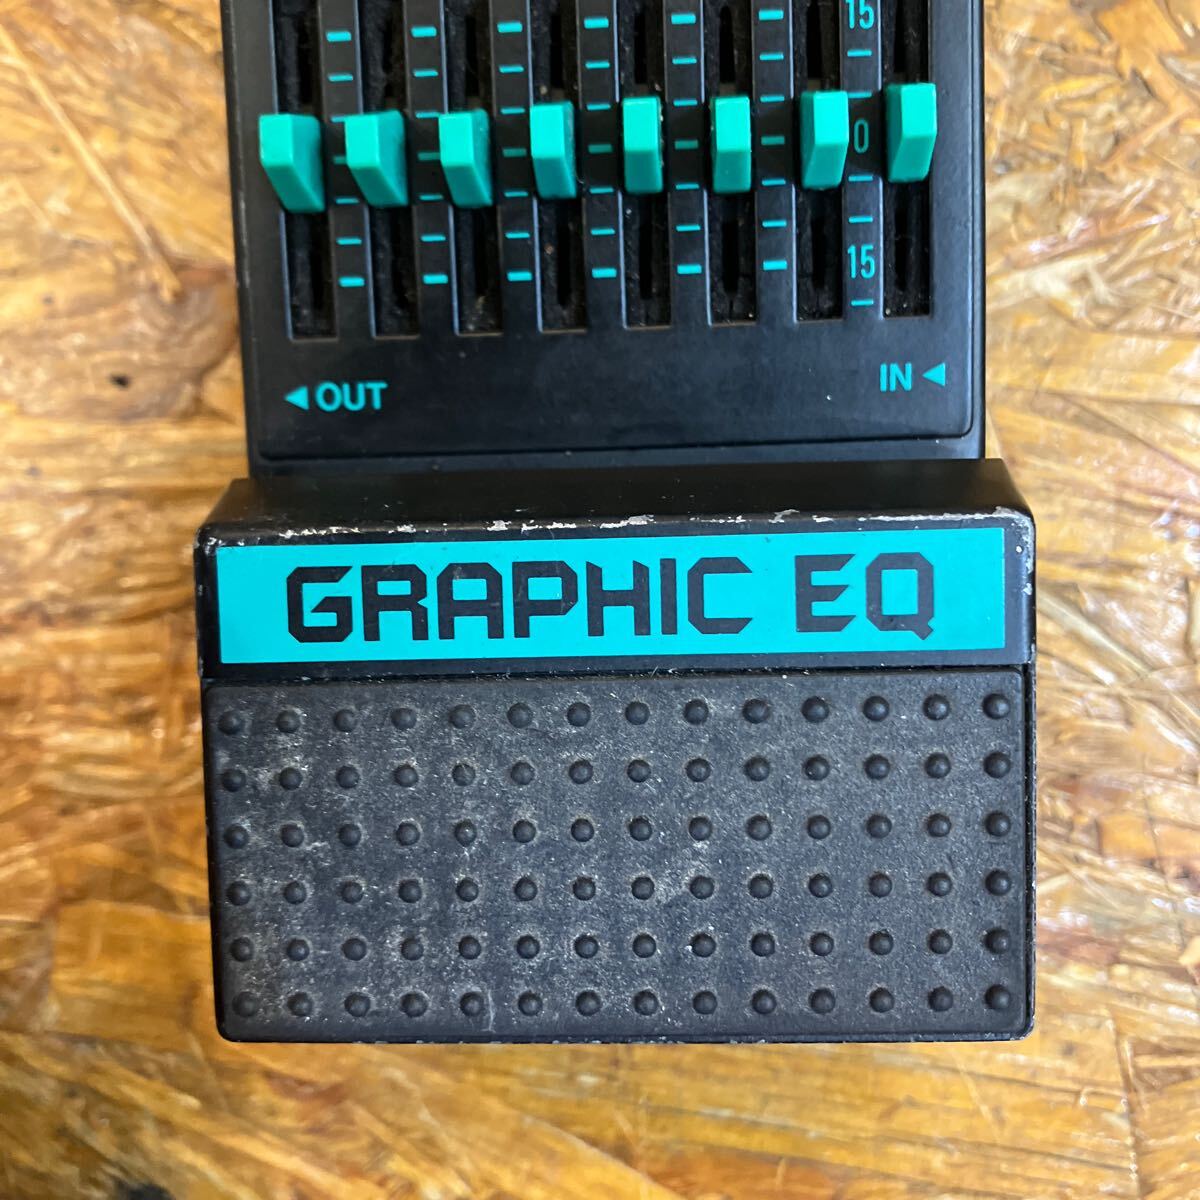 15
0
15
◀ OUT
IN ◀
GRAPHIC EQ